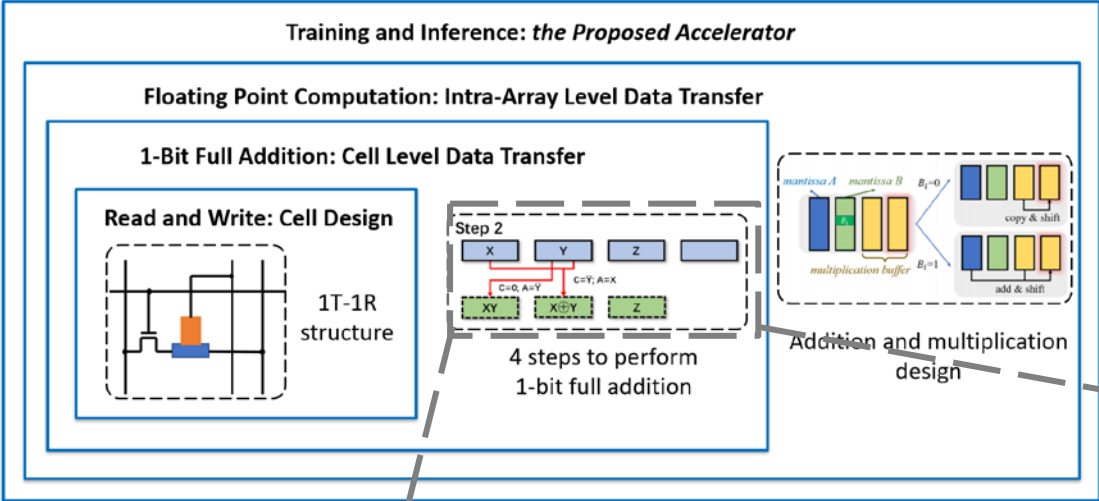 Training and Inference: the Proposed Accelerator
Floating Point Computation: Intra-Array Level Data Transfer
1-Bit Full Addition: Cell Level Data Transfer
Read and Write: Cell Design
1T-1R
structure
Step 2
X
Y
Z
C=0; A=Ȳ
C=Ȳ; A=X
XY
X⊕Y
Z
4 steps to perform
1-bit full addition
mantissa A
mantissa B
Bᵢ
Bᵢ=0
Bᵢ=1
multiplication buffer
copy & shift
add & shift
Addition and multiplication
design